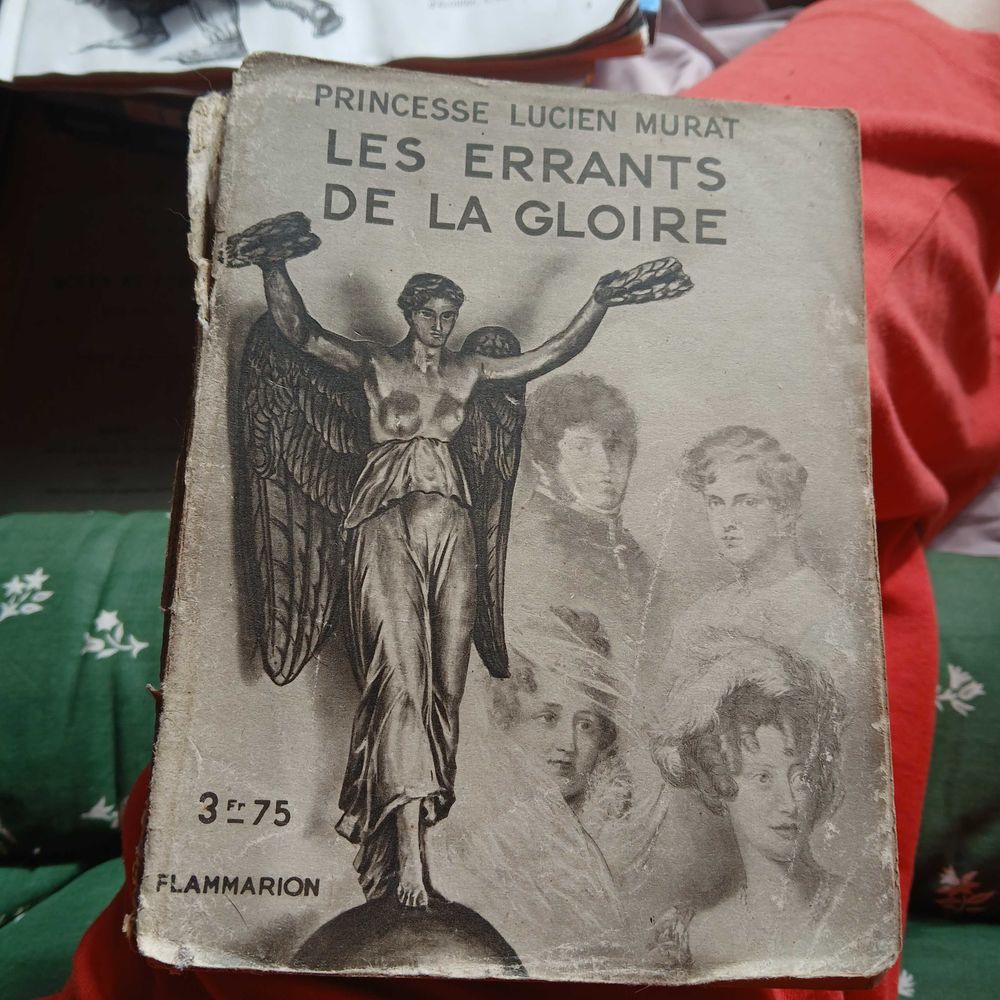 PRINCESSE LUCIEN MURAT
LES ERRANTS
DE LA GLOIRE
3 Fr 75
FLAMMARION